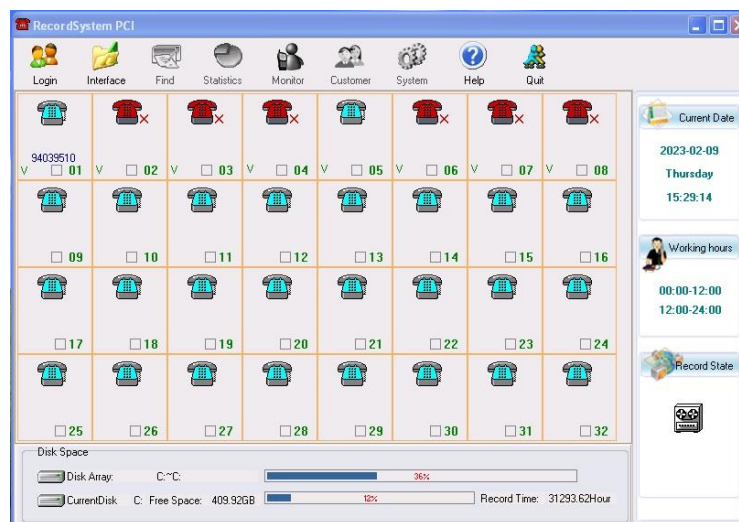 RecordSystem PCI
Login Interface Find Statistics Monitor Customer System Help Quit
94039510
V 01 V 02 V 03 V 04 V 05 V 06 V 07 V 08
09 10 11 12 13 14 15 16
17 18 19 20 21 22 23 24
25 26 27 28 29 30 31 32
Current Date
2023-02-09
Thursday
15:29:14
Working hours
00:00-12:00
12:00-24:00
Record State
Disk Space
Disk Array: C:~C: 36%
CurrentDisk C: Free Space: 409.92GB 12% Record Time: 31293.62Hour